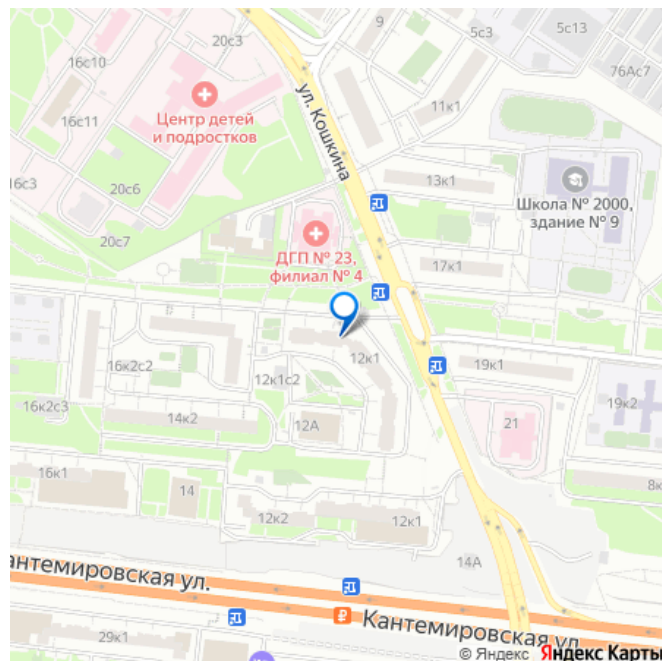 20с3
9
5с3
5с13
16с10
76Ас7
Центр детей
и подростков
ул. Кошкина
11к1
16с11
16с3
20с6
13к1
Школа № 2000,
здание № 9
20с7
ДГП № 23,
филиал № 4
17к1
16к2с2
12к1
19к1
12к1с2
16к2с3
14к2
12А
21
19к2
16к1
14
8к
12к2
12к1
14А
Кантемировская ул.
₽
Кантемировская ул.
29к1
© Яндекс Яндекс Карты